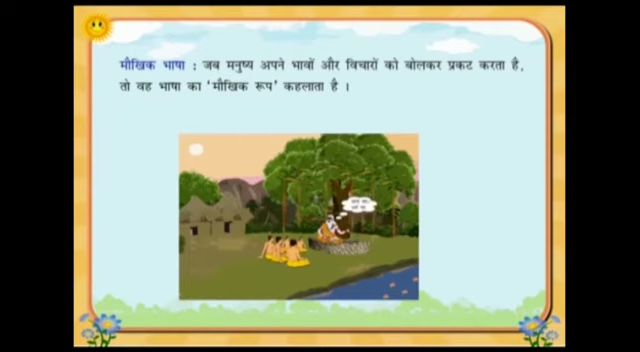 मौखिक भाषा : जब मनुष्य अपने भावों और विचारों को बोलकर प्रकट करता है,
तो वह भाषा का ‘मौखिक रूप’ कहलाता है ।